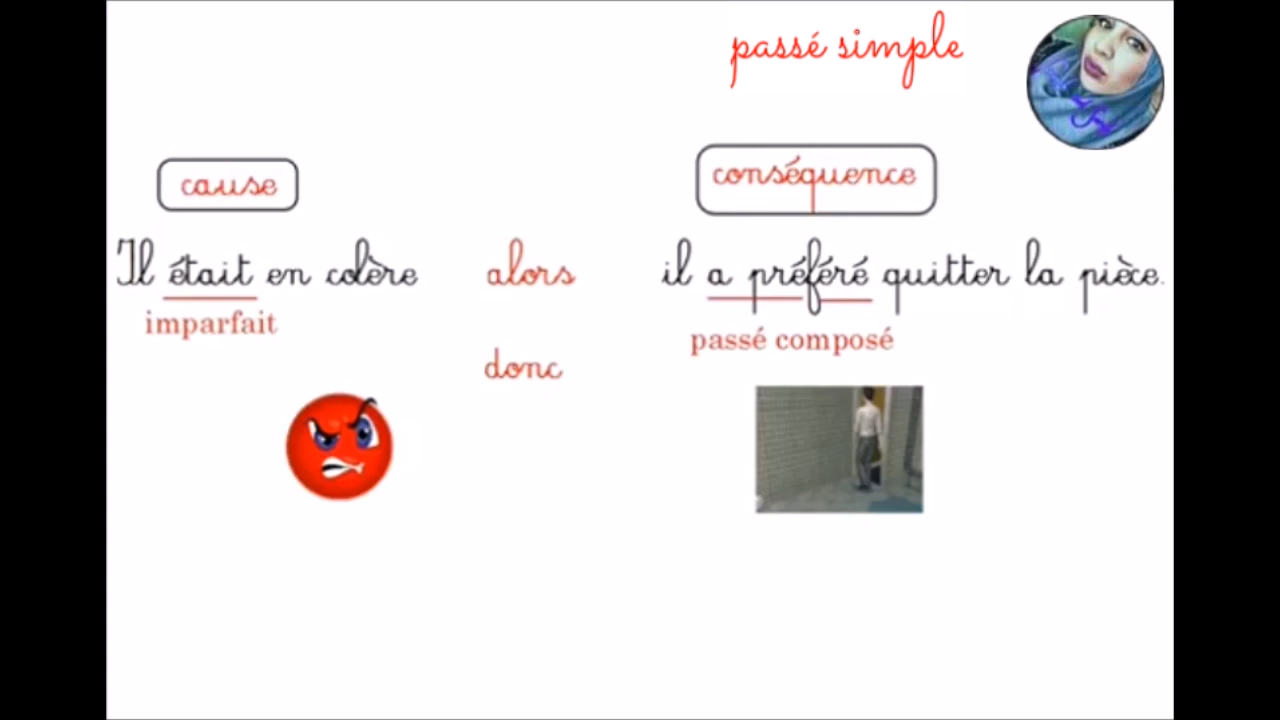 passé simple
cause
conséquence
Il était en colère alors il a préféré quitter la pièce.
imparfait
passé composé
donc